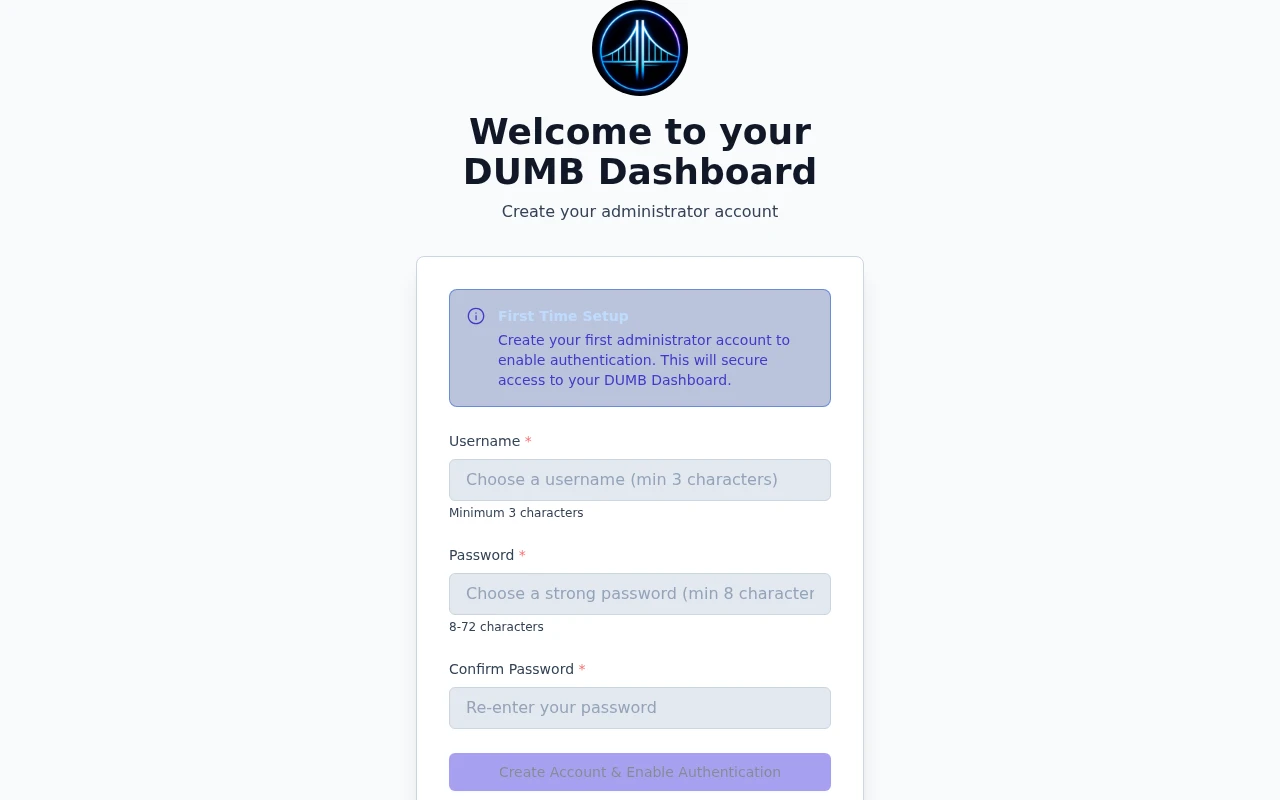 Welcome to your
DUMB Dashboard
Create your administrator account
First Time Setup
Create your first administrator account to
enable authentication. This will secure
access to your DUMB Dashboard.
Username *
Choose a username (min 3 characters)
Minimum 3 characters
Password *
Choose a strong password (min 8 character
8-72 characters
Confirm Password *
Re-enter your password
Create Account & Enable Authentication